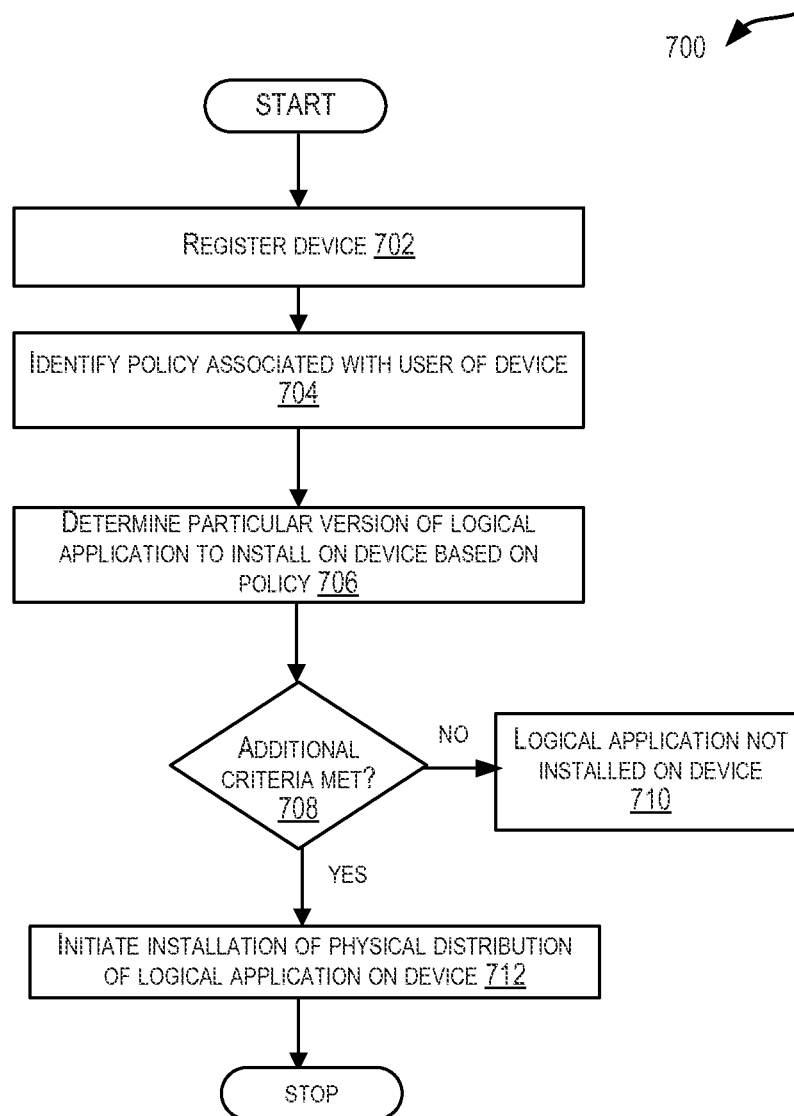 700
START
REGISTER DEVICE 702
IDENTIFY POLICY ASSOCIATED WITH USER OF DEVICE
704
DETERMINE PARTICULAR VERSION OF LOGICAL
APPLICATION TO INSTALL ON DEVICE BASED ON
POLICY 706
ADDITIONAL
CRITERIA MET?
708
NO
LOGICAL APPLICATION NOT
INSTALLED ON DEVICE
710
YES
INITIATE INSTALLATION OF PHYSICAL DISTRIBUTION
OF LOGICAL APPLICATION ON DEVICE 712
STOP